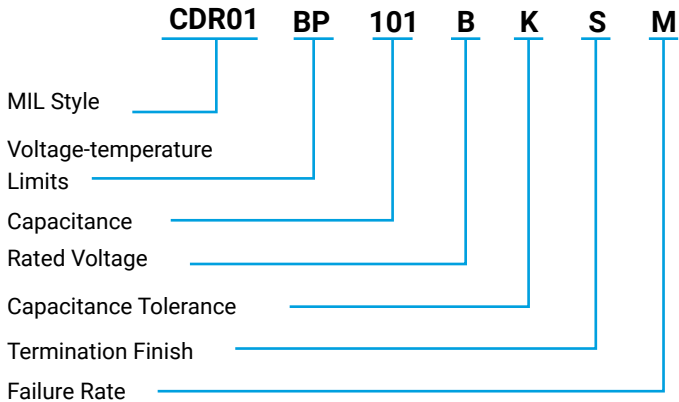 CDR01 BP 101 B K S M
MIL Style
Voltage-temperature
Limits
Capacitance
Rated Voltage
Capacitance Tolerance
Termination Finish
Failure Rate